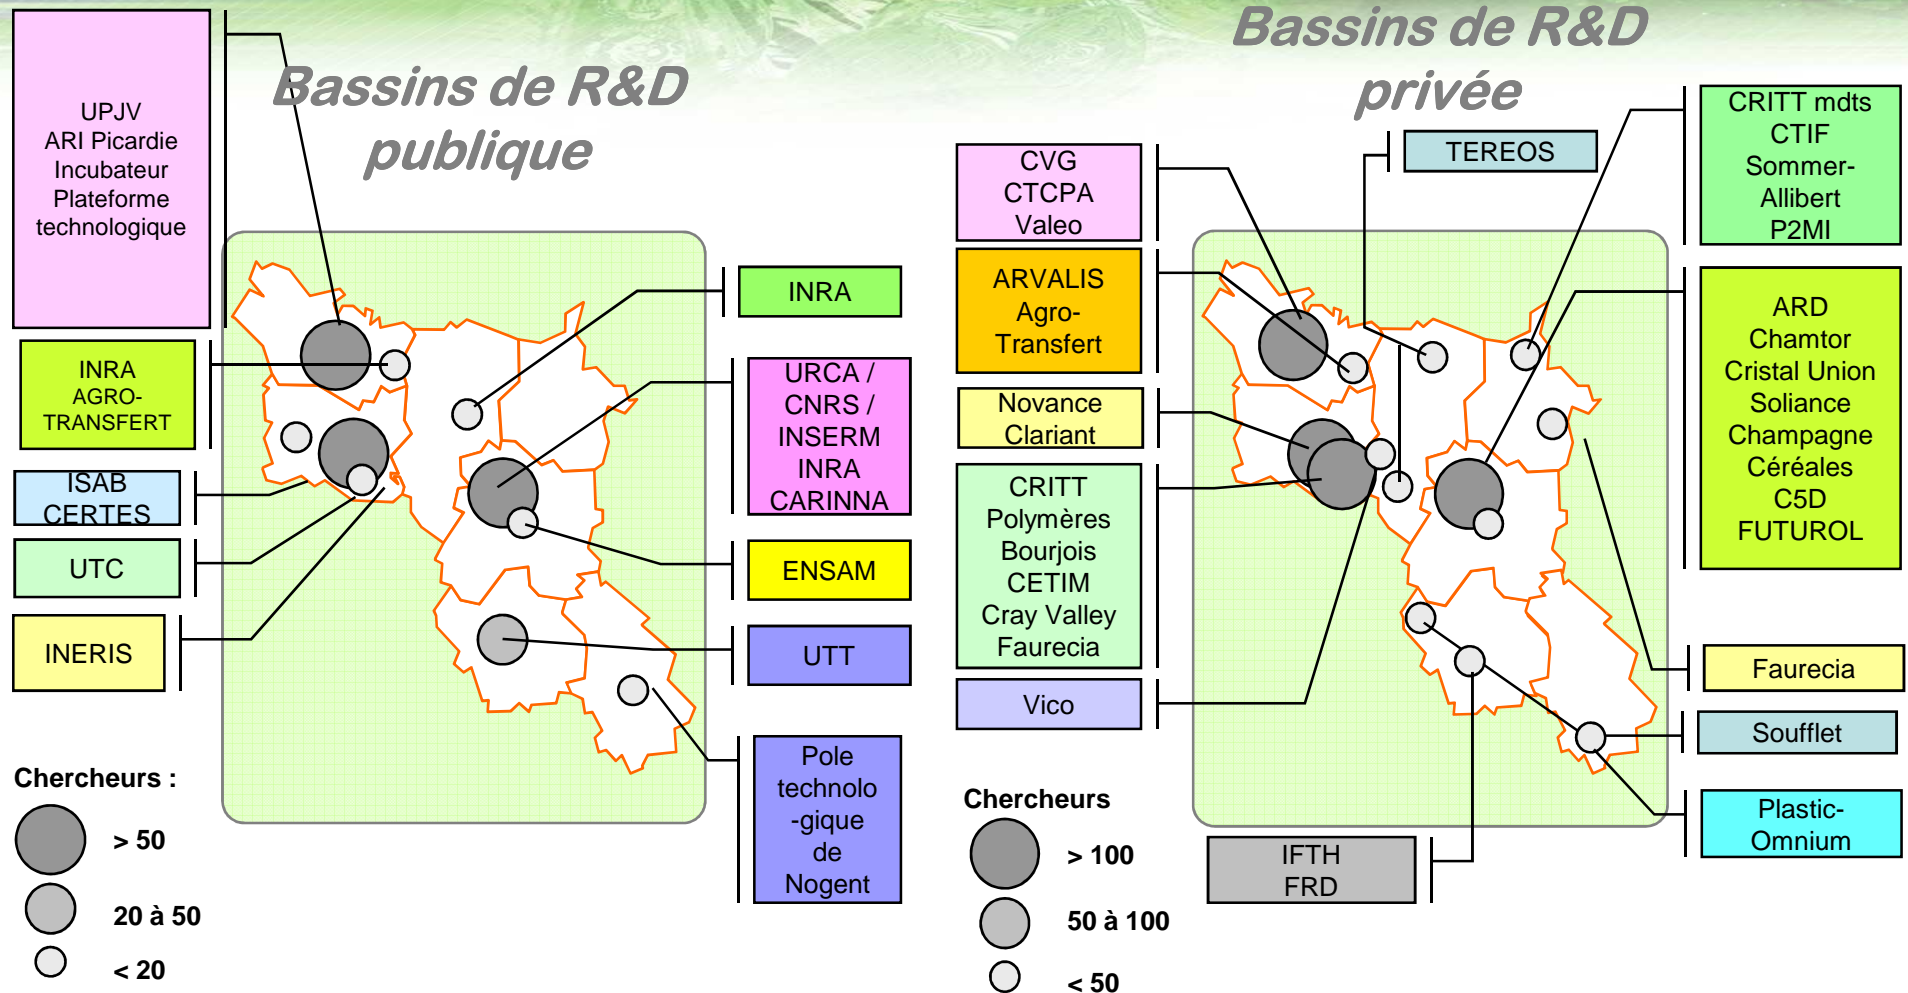 Bassins de R&D
publique
UPJV
ARI Picardie
Incubateur
Plateforme
technologique
INRA
AGRO-
TRANSFERT
ISAB
CERTES
UTC
INERIS
INRA
URCA /
CNRS /
INSERM
INRA
CARINNA
ENSAM
UTT
Pole
technolo
-gique
de
Nogent
Chercheurs :
> 50
20 à 50
< 20
Bassins de R&D
privée
CVG
CTCPA
Valeo
ARVALIS
Agro-
Transfert
Novance
Clariant
CRITT
Polymères
Bourjois
CETIM
Cray Valley
Faurecia
Vico
TEREOS
CRITT mdts
CTIF
Sommer-
Allibert
P2MI
ARD
Chamtor
Cristal Union
Soliance
Champagne
Céréales
C5D
FUTUROL
Faurecia
Soufflet
Plastic-
Omnium
IFTH
FRD
Chercheurs
> 100
50 à 100
< 50